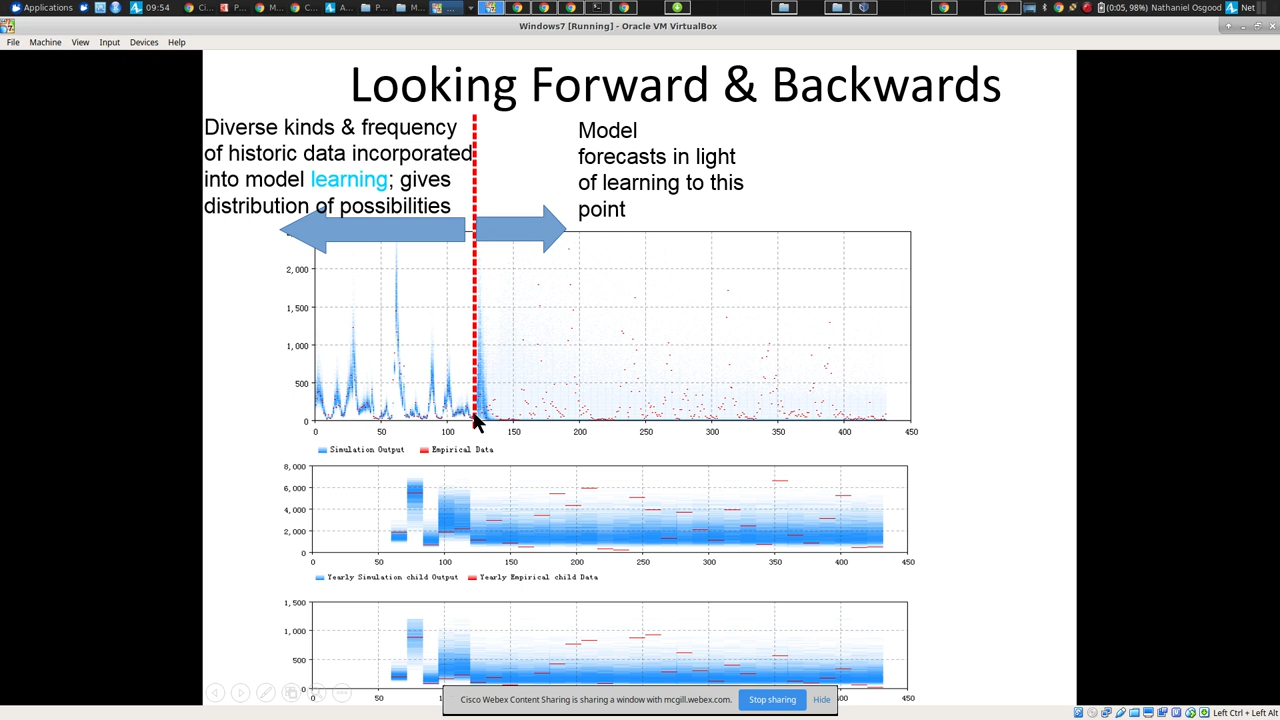 Applications
09:54
Ci...
P...
M...
C...
A...
P...
M...
(0:05, 98%) Nathaniel Osgood
Net
Windows7 [Running] - Oracle VM VirtualBox
File Machine View Input Devices Help
Looking Forward & Backwards
Diverse kinds & frequency
of historic data incorporated
into model learning; gives
distribution of possibilities
Model
forecasts in light
of learning to this
point
2,000
1,500
1,000
500
0
0 50 100 150 200 250 300 350 400 450
Simulation Output Empirical Data
8,000
6,000
4,000
2,000
0
0 50 100 150 200 250 300 350 400 450
Yearly Simulation child Output Yearly Empirical child Data
1,500
1,000
500
0
0 50 400 450
Cisco Webex Content Sharing is sharing a window with mcgill.webex.com. Stop sharing Hide
Left Ctrl + Left Alt